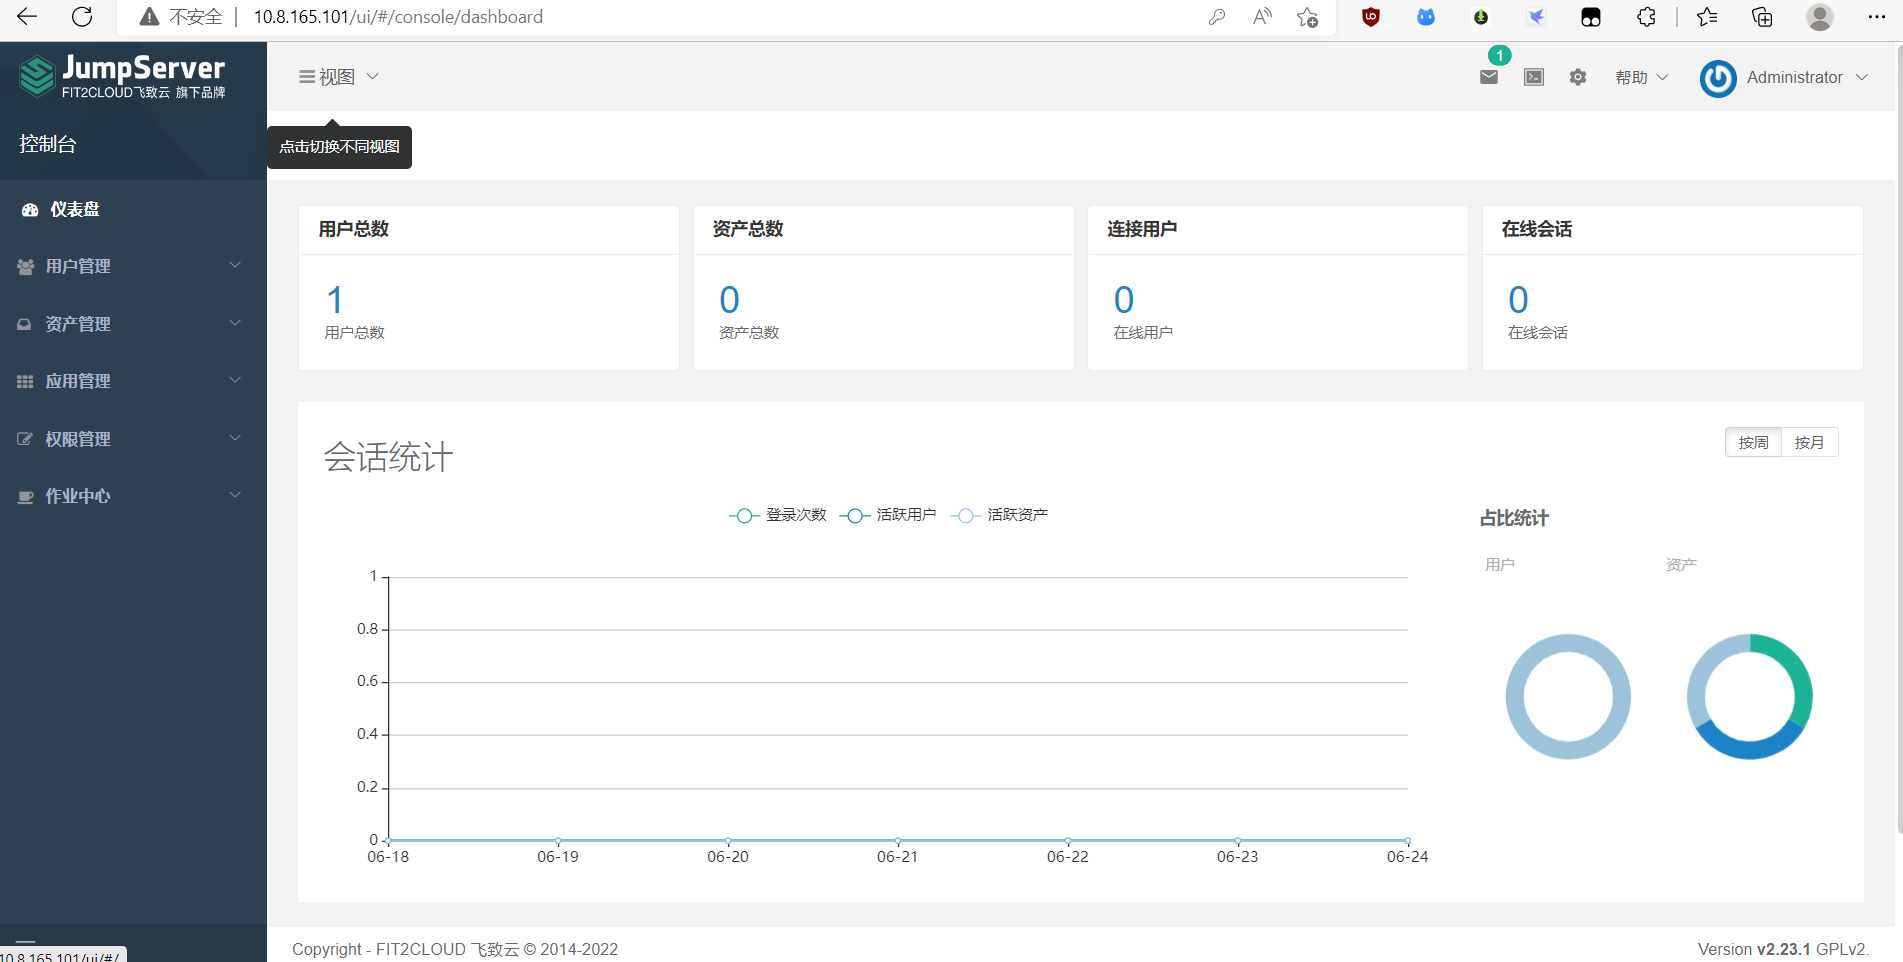 不安全 | 10.8.165.101/ui/#/console/dashboard
JumpServer
FIT2CLOUD飞致云 旗下品牌
视图
1
帮助
Administrator
控制台
点击切换不同视图
仪表盘
用户管理
资产管理
应用管理
权限管理
作业中心
用户总数
1
用户总数
资产总数
0
资产总数
连接用户
0
在线用户
在线会话
0
在线会话
会话统计
按周 按月
登录次数 活跃用户 活跃资产
1
0.8
0.6
0.4
0.2
0
06-18 06-19 06-20 06-21 06-22 06-23 06-24
占比统计
用户 资产
10.8.165.101/ui/#/
Copyright - FIT2CLOUD 飞致云 © 2014-2022
Version v2.23.1 GPLv2.